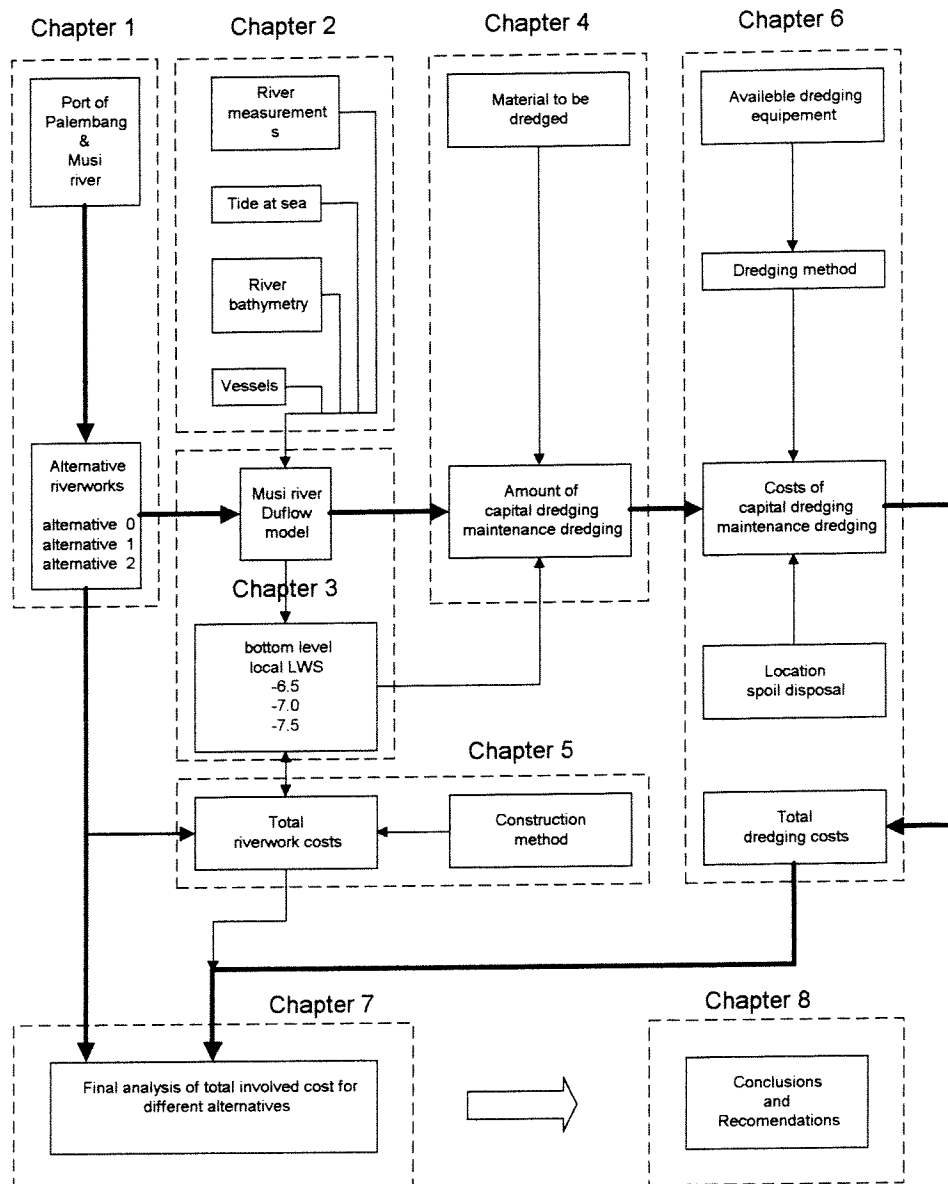 Chapter 1
Port of
Palembang
&
Musi
river
Alternative
riverworks
alternative 0
alternative 1
alternative 2
Chapter 2
River
measurement
s
Tide at sea
River
bathymetry
Vessels
Musi river
Duflow
model
Chapter 3
bottom level
local LWS
-6.5
-7.0
-7.5
Chapter 4
Material to be
dredged
Amount of
capital dredging
maintenance dredging
Chapter 5
Total
riverwork costs
Construction
method
Chapter 6
Available dredging
equipement
Dredging method
Costs of
capital dredging
maintenance dredging
Location
spoil disposal
Total
dredging costs
Chapter 7
Final analysis of total involved cost for
different alternatives
Chapter 8
Conclusions
and
Recomendations